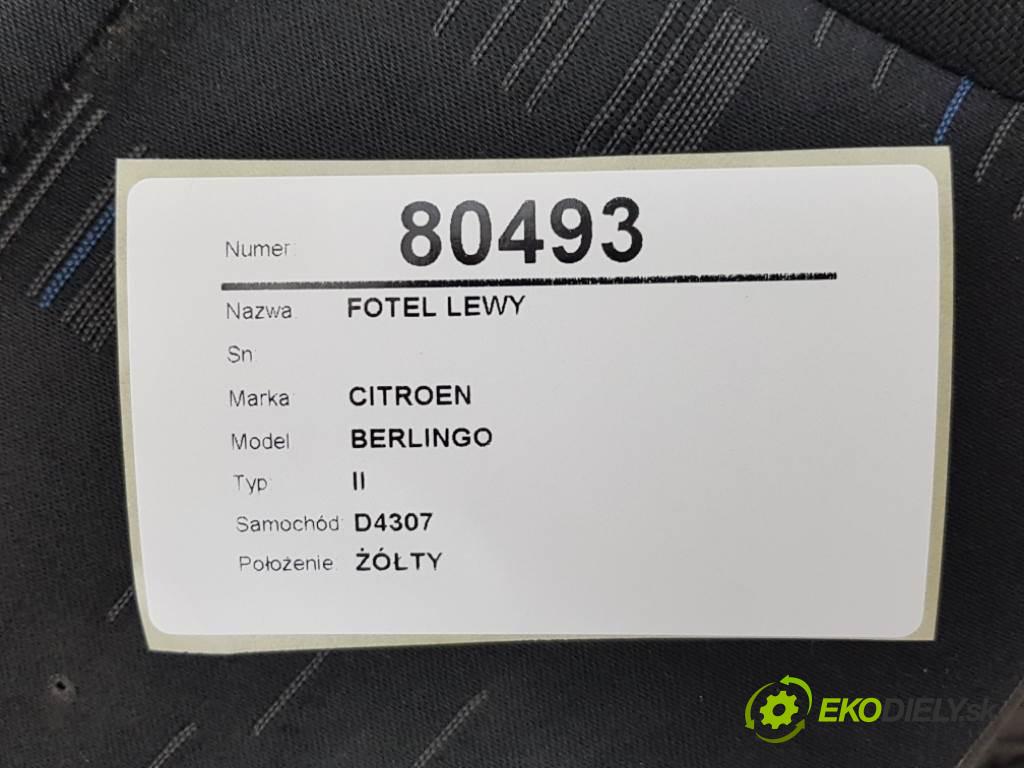 Numer: 80493
Nazwa: FOTEL LEWY
Sn:
Marka CITROEN
Model BERLINGO
Typ: II
Samochód: D4307
Położenie: ŻÓŁTY
EKODIELY.sk